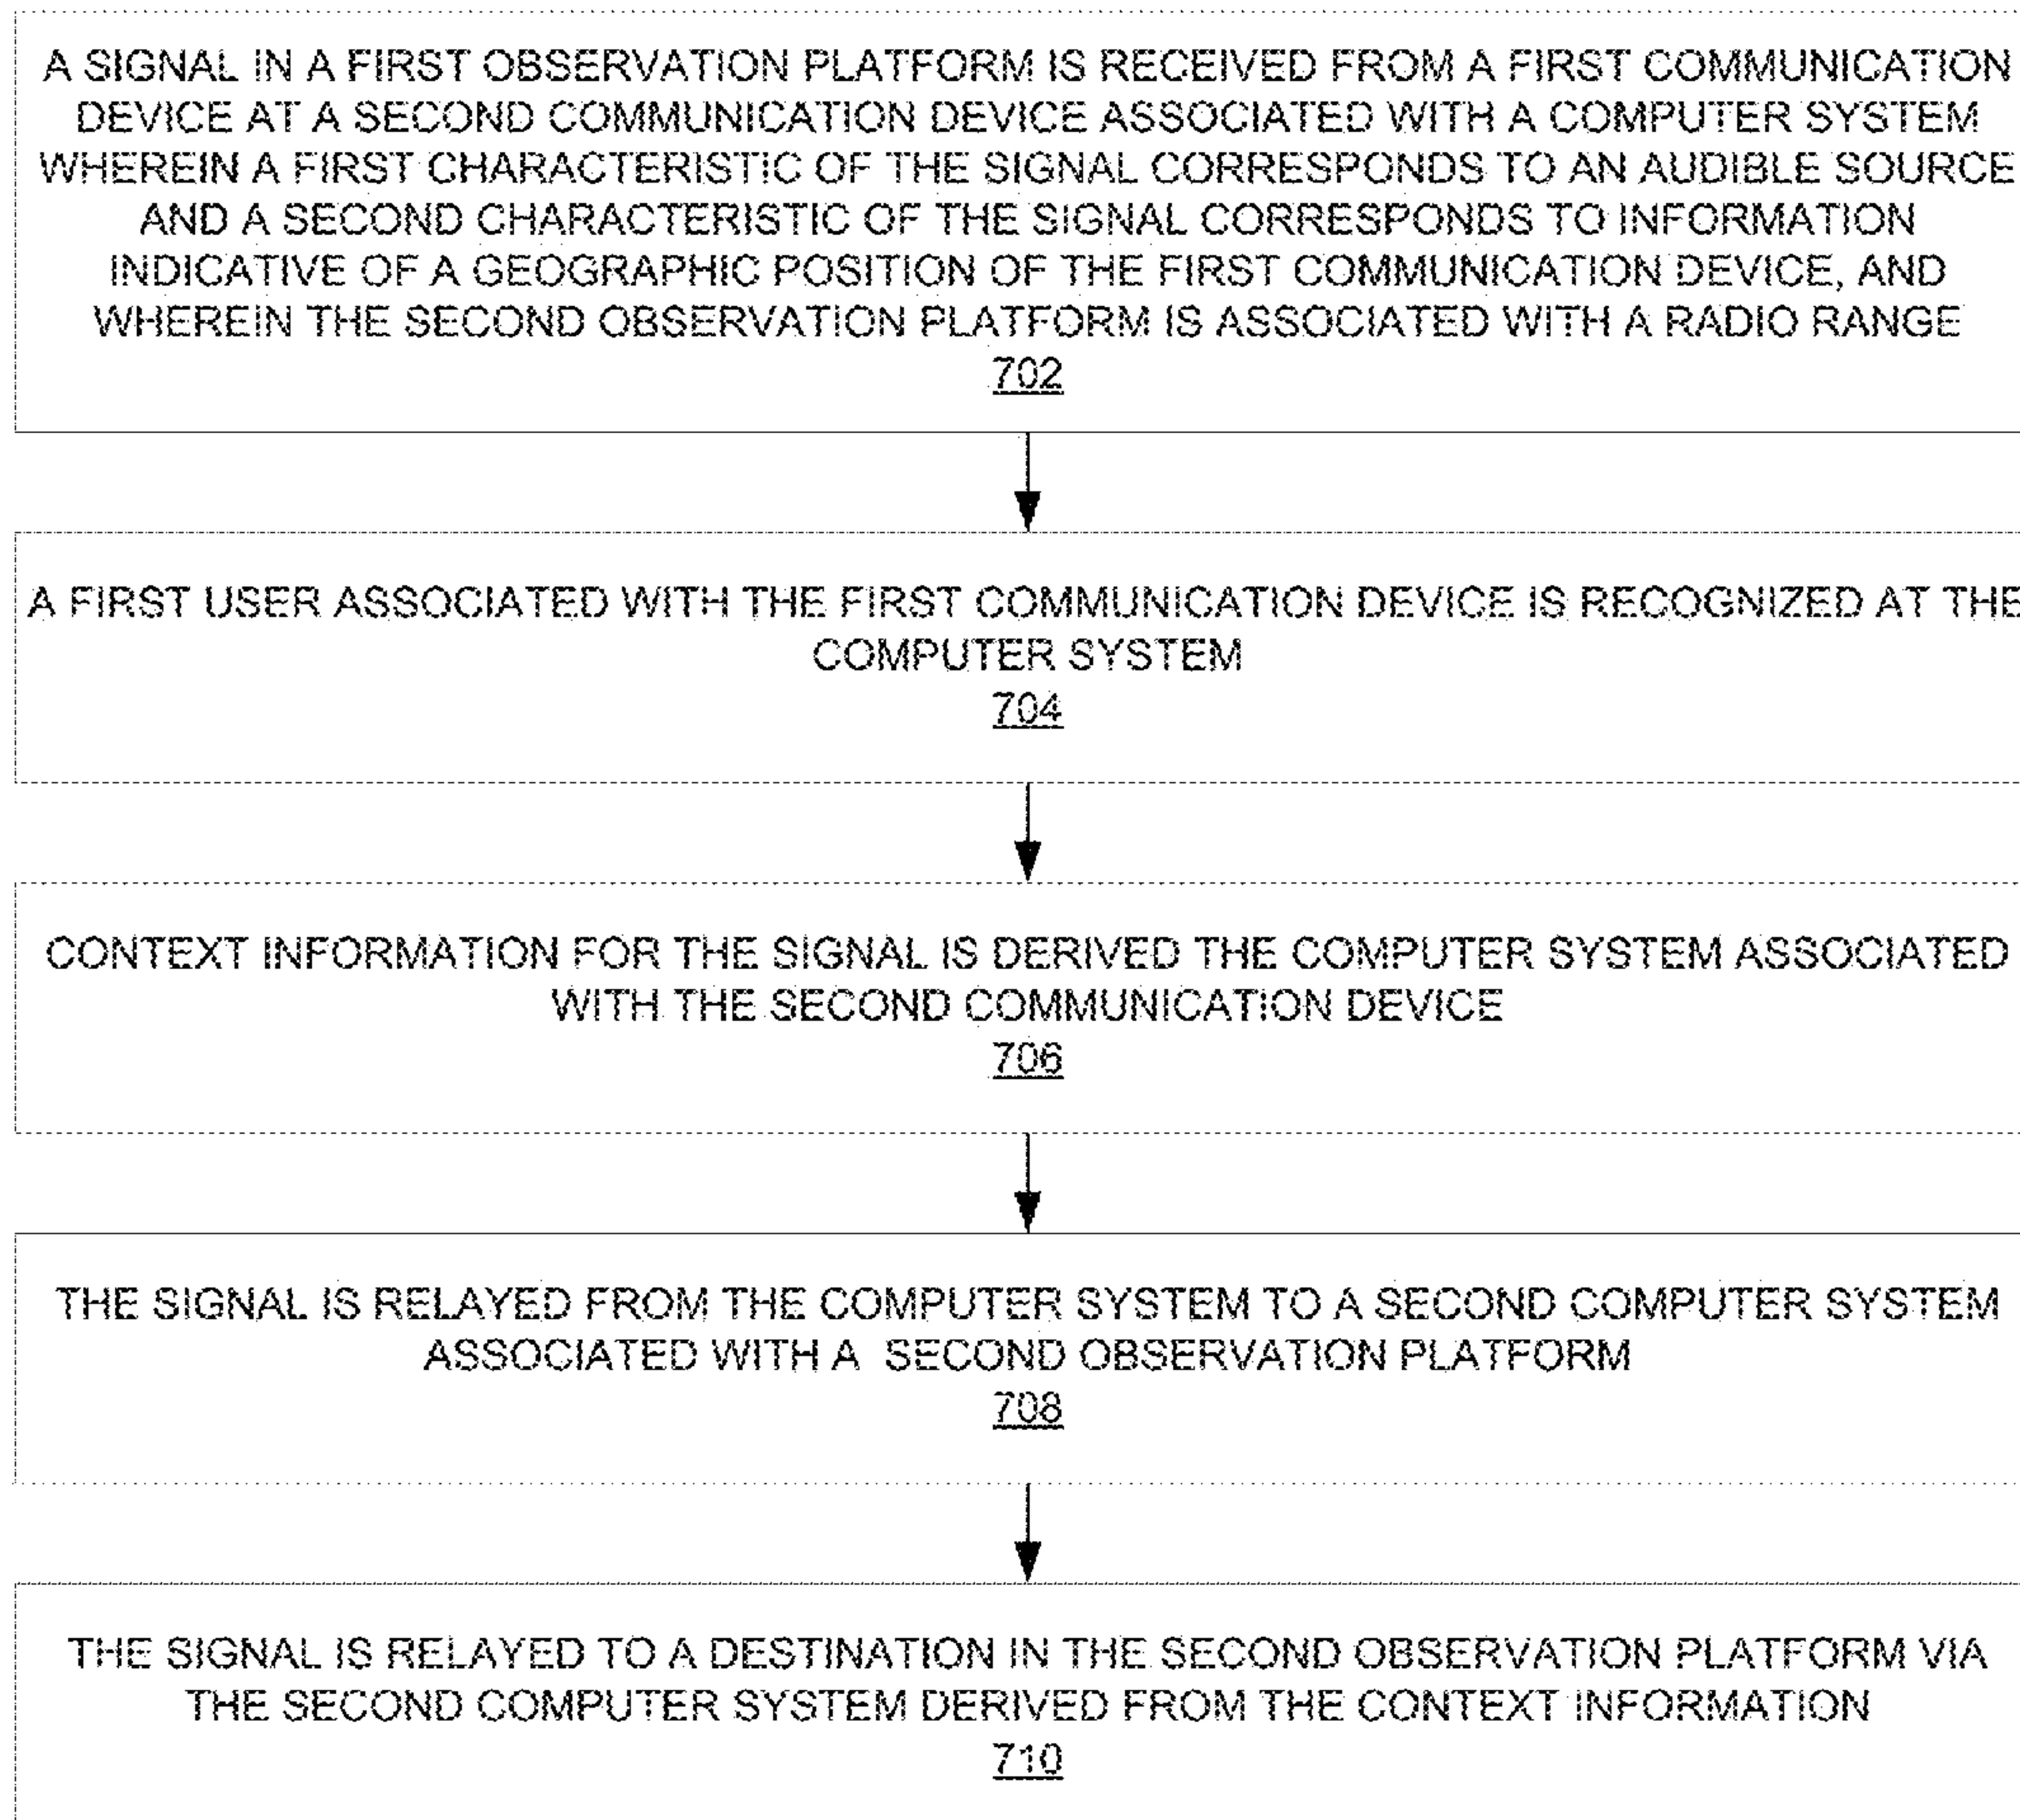 A SIGNAL IN A FIRST OBSERVATION PLATFORM IS RECEIVED FROM A FIRST COMMUNICATION
DEVICE AT A SECOND COMMUNICATION DEVICE ASSOCIATED WITH A COMPUTER SYSTEM
WHEREIN A FIRST CHARACTERISTIC OF THE SIGNAL CORRESPONDS TO AN AUDIBLE SOURCE
AND A SECOND CHARACTERISTIC OF THE SIGNAL CORRESPONDS TO INFORMATION
INDICATIVE OF A GEOGRAPHIC POSITION OF THE FIRST COMMUNICATION DEVICE, AND
WHEREIN THE SECOND OBSERVATION PLATFORM IS ASSOCIATED WITH A RADIO RANGE
702
A FIRST USER ASSOCIATED WITH THE FIRST COMMUNICATION DEVICE IS RECOGNIZED AT THE
COMPUTER SYSTEM
704
CONTEXT INFORMATION FOR THE SIGNAL IS DERIVED THE COMPUTER SYSTEM ASSOCIATED
WITH THE SECOND COMMUNICATION DEVICE
706
THE SIGNAL IS RELAYED FROM THE COMPUTER SYSTEM TO A SECOND COMPUTER SYSTEM
ASSOCIATED WITH A SECOND OBSERVATION PLATFORM
708
THE SIGNAL IS RELAYED TO A DESTINATION IN THE SECOND OBSERVATION PLATFORM VIA
THE SECOND COMPUTER SYSTEM DERIVED FROM THE CONTEXT INFORMATION
710